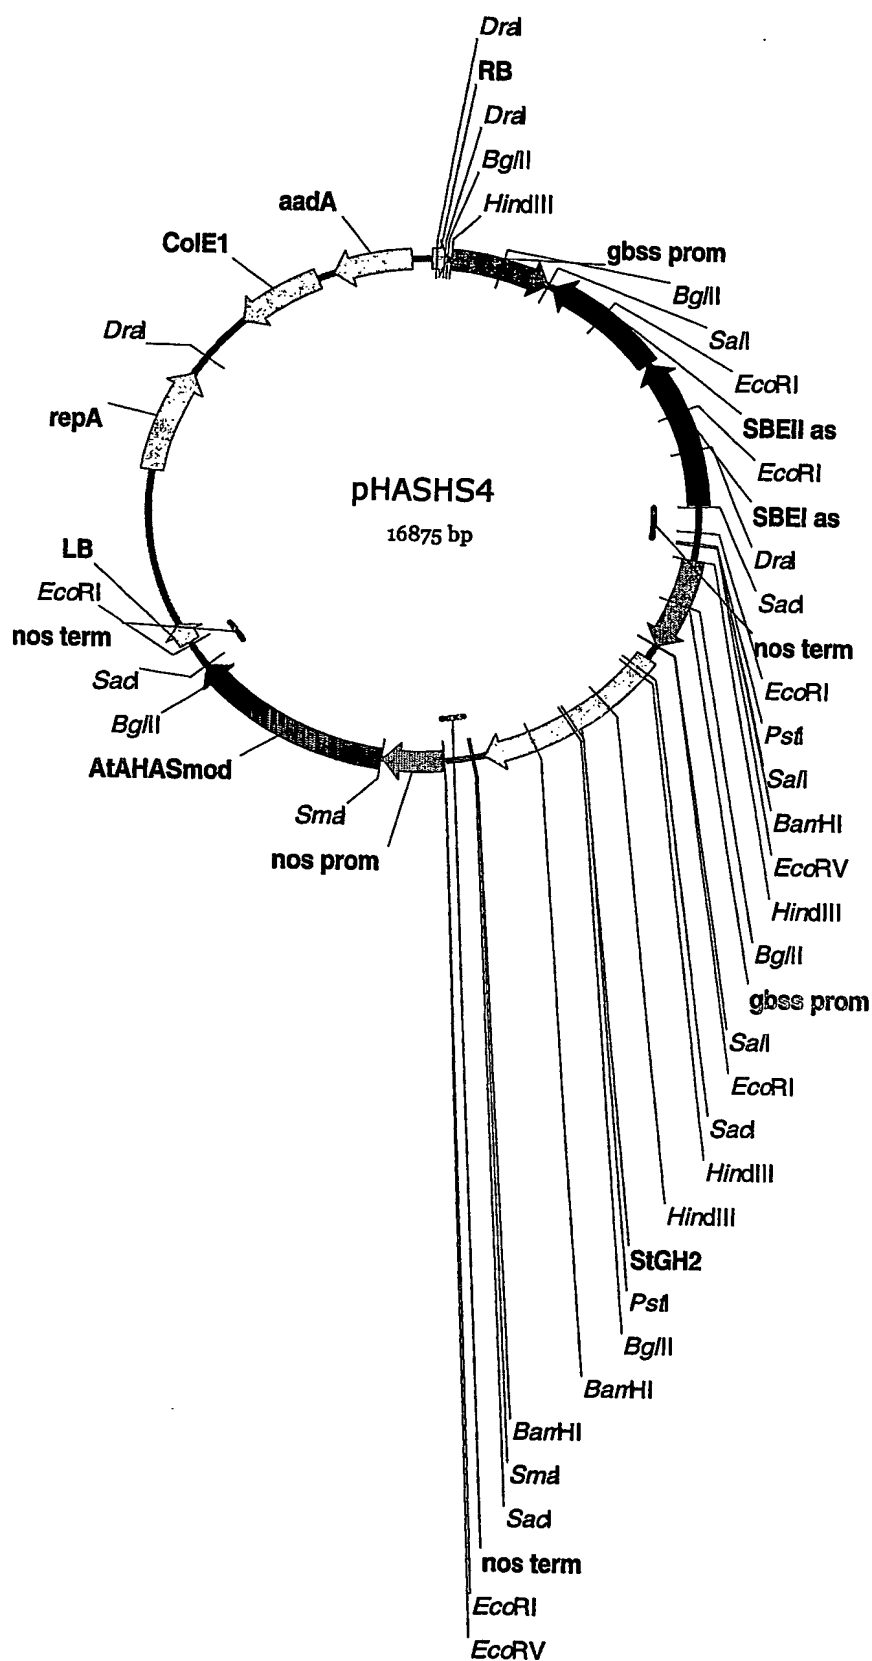 DraI
RB
DraI
BglII
HindIII
aadA
ColE1
gbss prom
BglII
SalI
DraI
EcoRI
repA
SBEII as
EcoRI
pHASHS4
16875 bp
SBEI as
LB
DraI
EcoRI
SacI
nos term
nos term
SacI
EcoRI
BglII
PstI
AtAHASmod
SalI
SmaI
BamHI
nos prom
EcoRV
HindIII
BglII
gbss prom
SalI
EcoRI
SacI
HindIII
HindIII
StGH2
PstI
BglII
BamHI
BamHI
SmaI
SacI
nos term
EcoRI
EcoRV